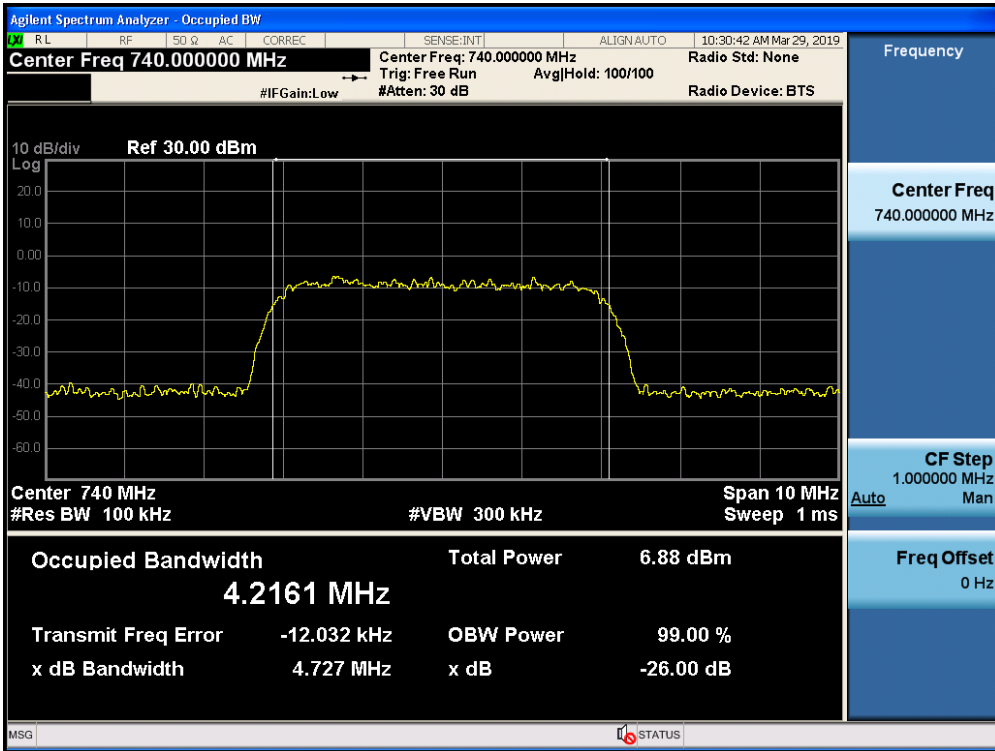 Agilent Spectrum Analyzer - Occupied BW
LXI RL RF 50 Ω AC CORREC SENSE:INT ALIGN AUTO 10:30:42 AM Mar 29, 2019
Center Freq 740.000000 MHz
Center Freq: 740.000000 MHz
Radio Std: None
Trig: Free Run Avg|Hold: 100/100
#IFGain:Low
#Atten: 30 dB
Radio Device: BTS
10 dB/div Ref 30.00 dBm
Log
20.0
10.0
0.00
-10.0
-20.0
-30.0
-40.0
-50.0
-60.0
Center 740 MHz Span 10 MHz
#Res BW 100 kHz #VBW 300 kHz Sweep 1 ms
Occupied Bandwidth Total Power 6.88 dBm
4.2161 MHz
Transmit Freq Error -12.032 kHz OBW Power 99.00 %
x dB Bandwidth 4.727 MHz x dB -26.00 dB
Frequency
Center Freq
740.000000 MHz
CF Step
1.000000 MHz
Auto Man
Freq Offset
0 Hz
MSG STATUS